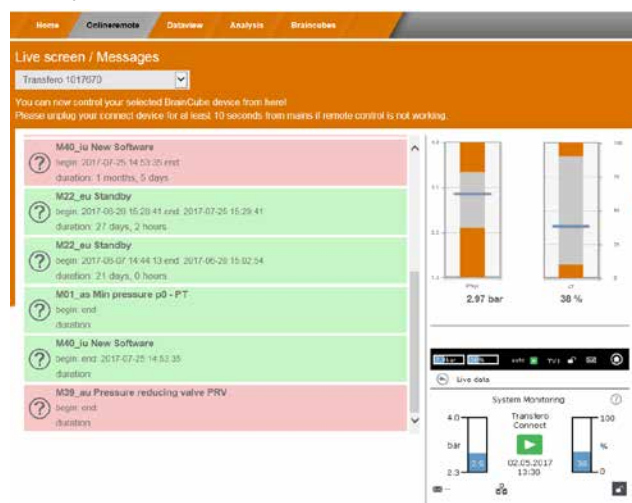 Home Onlineremote Dataview Analysis Braincubes
Live screen / Messages
Transfero 1017670
You can now control your selected BrainCube device from here!
Please unplug your connect device for at least 10 seconds from mains if remote control is not working.
M40_iu New Software
begin: 2017-07-25 14:53:35 end:
duration: 1 months, 5 days
M22_eu Standby
begin: 2017-06-28 15:28:41 end: 2017-07-25 15:29:41
duration: 27 days, 2 hours
M22_eu Standby
begin: 2017-06-07 14:44:13 end: 2017-06-28 15:02:54
duration: 21 days, 0 hours
M01_as Min pressure p0 - PT
begin: end:
duration:
M40_iu New Software
begin: end: 2017-07-25 14:53:35
duration:
M39_au Pressure reducing valve PRV
begin: end:
duration:
100
2.97 bar
38 %
auto
Live data
System Monitoring
4.0
Transfero
Connect
100
bar
%
02.05.2017
13:30
2.3
0